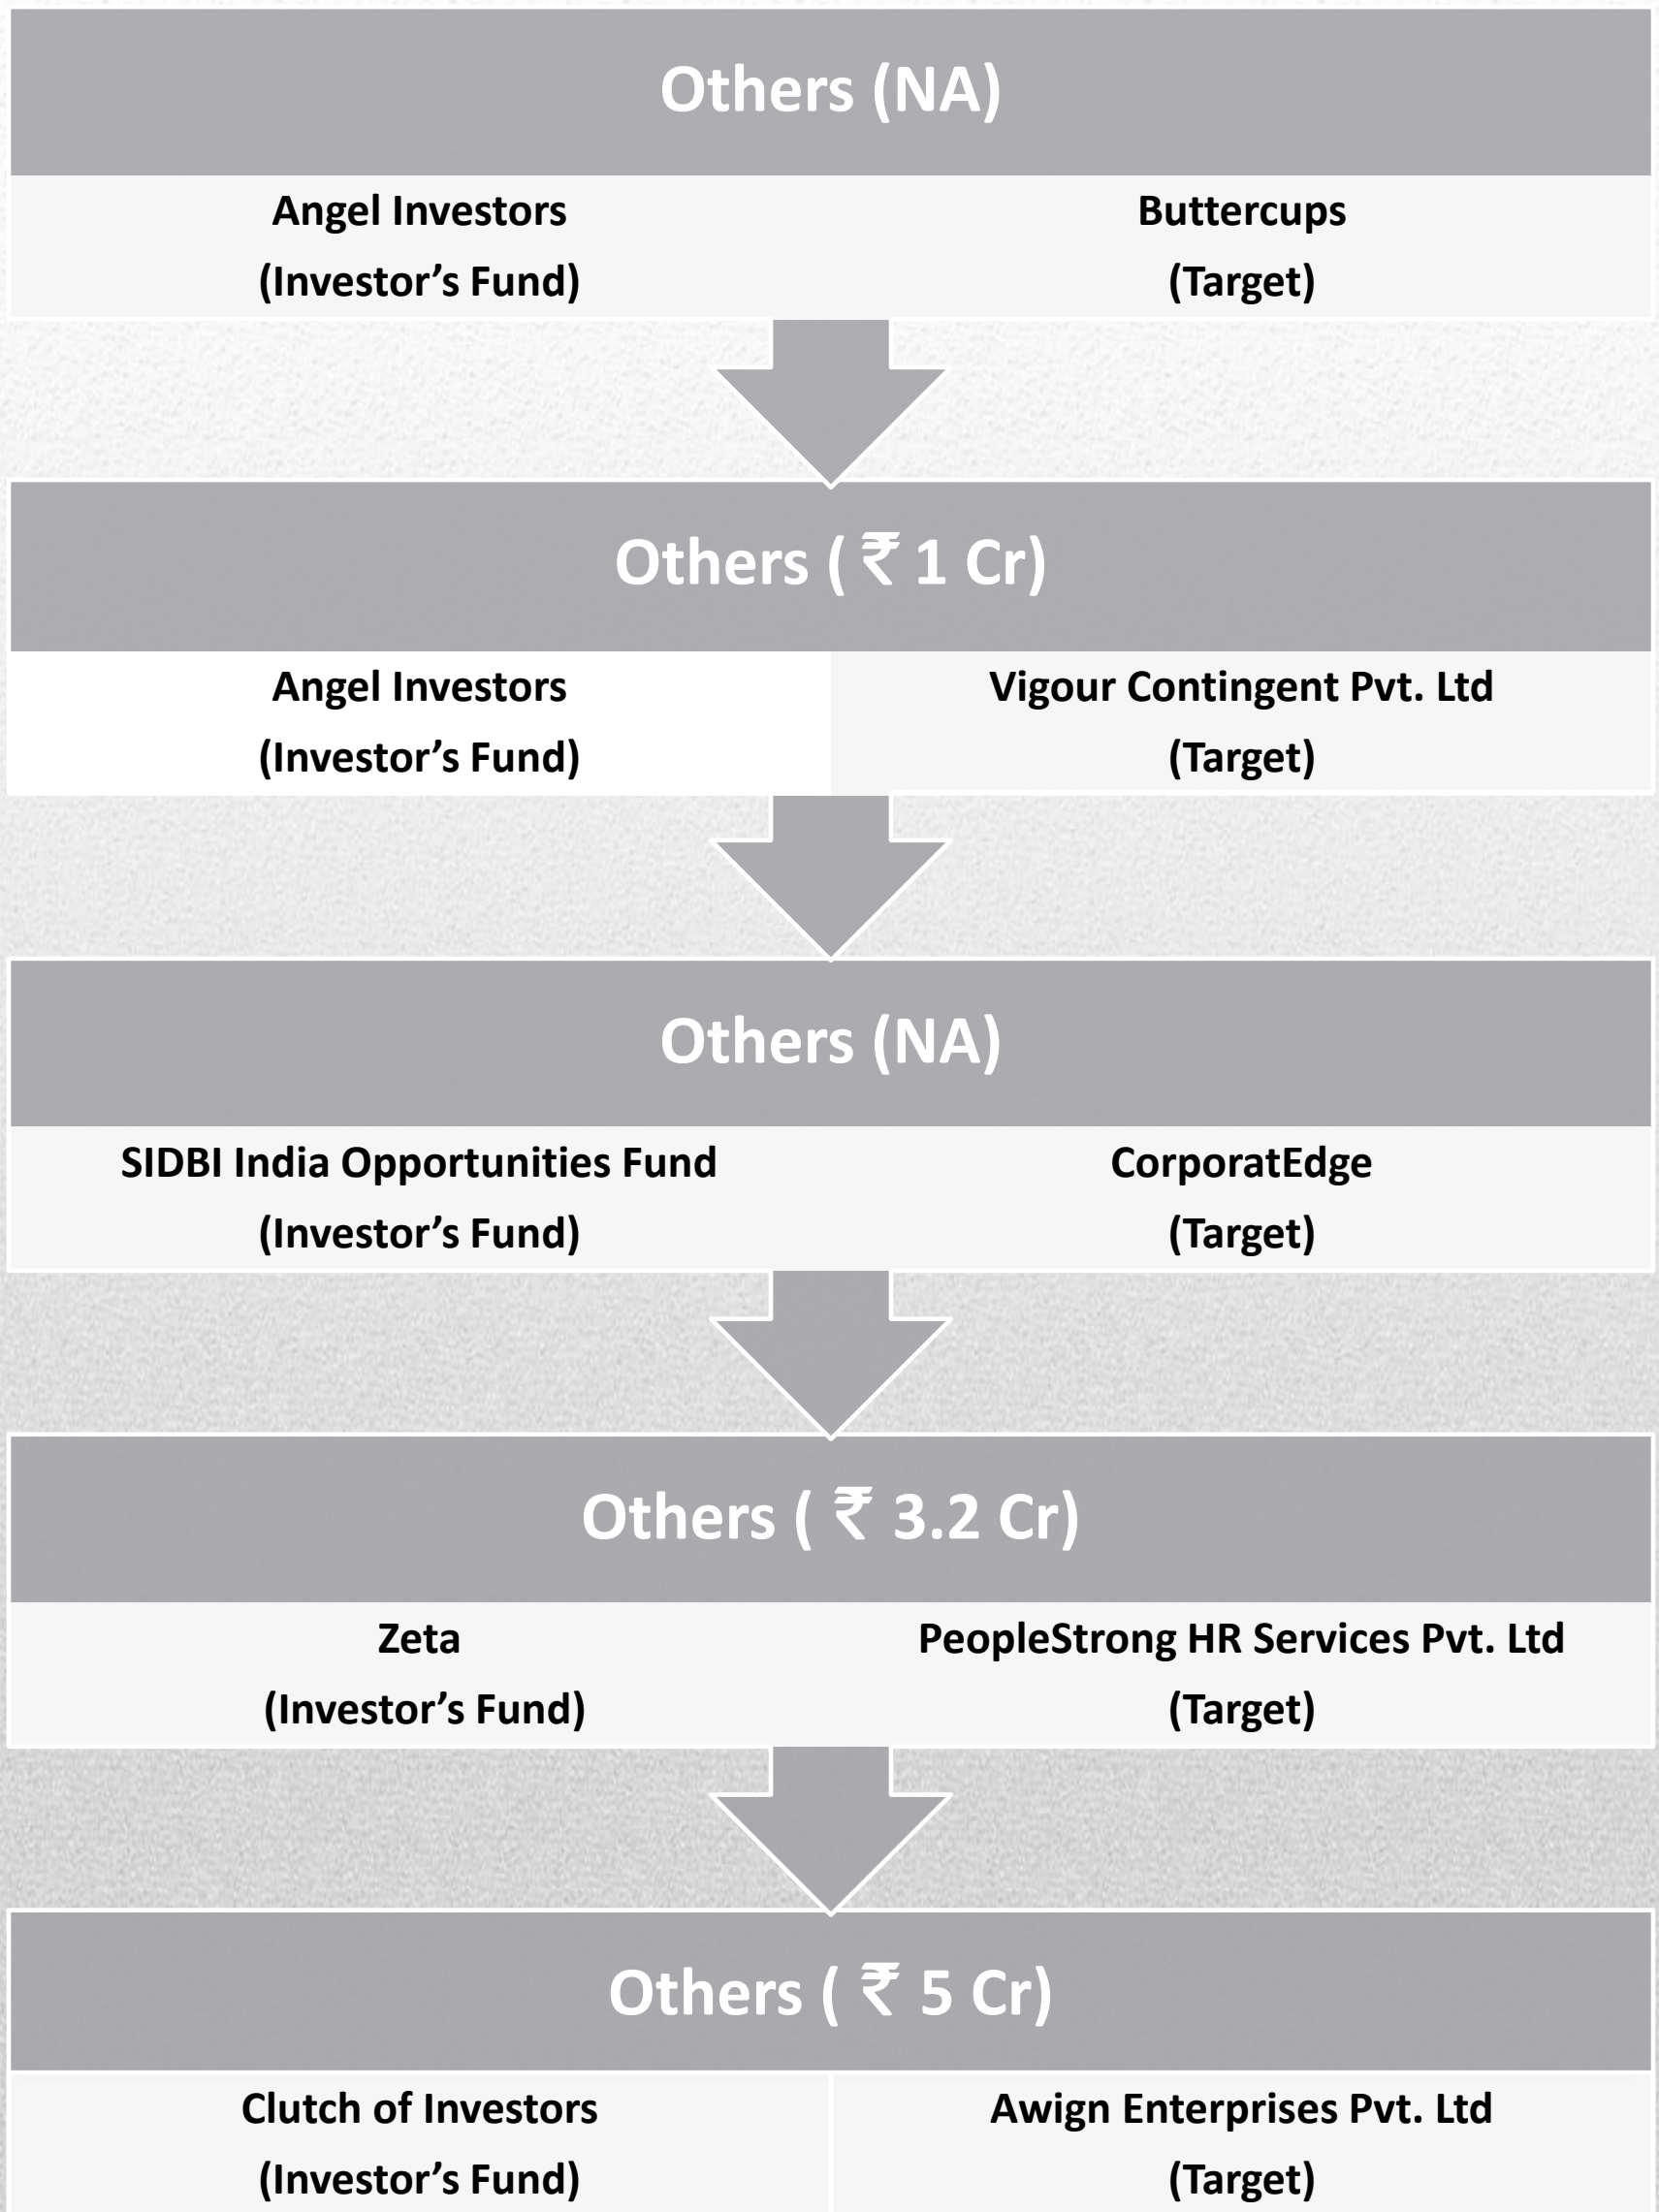 Others (NA)
Angel Investors
(Investor’s Fund)
Buttercups
(Target)
Others ( ₹ 1 Cr)
Angel Investors
(Investor’s Fund)
Vigour Contingent Pvt. Ltd
(Target)
Others (NA)
SIDBI India Opportunities Fund
(Investor’s Fund)
CorporatEdge
(Target)
Others ( ₹ 3.2 Cr)
Zeta
(Investor’s Fund)
PeopleStrong HR Services Pvt. Ltd
(Target)
Others ( ₹ 5 Cr)
Clutch of Investors
(Investor’s Fund)
Awign Enterprises Pvt. Ltd
(Target)